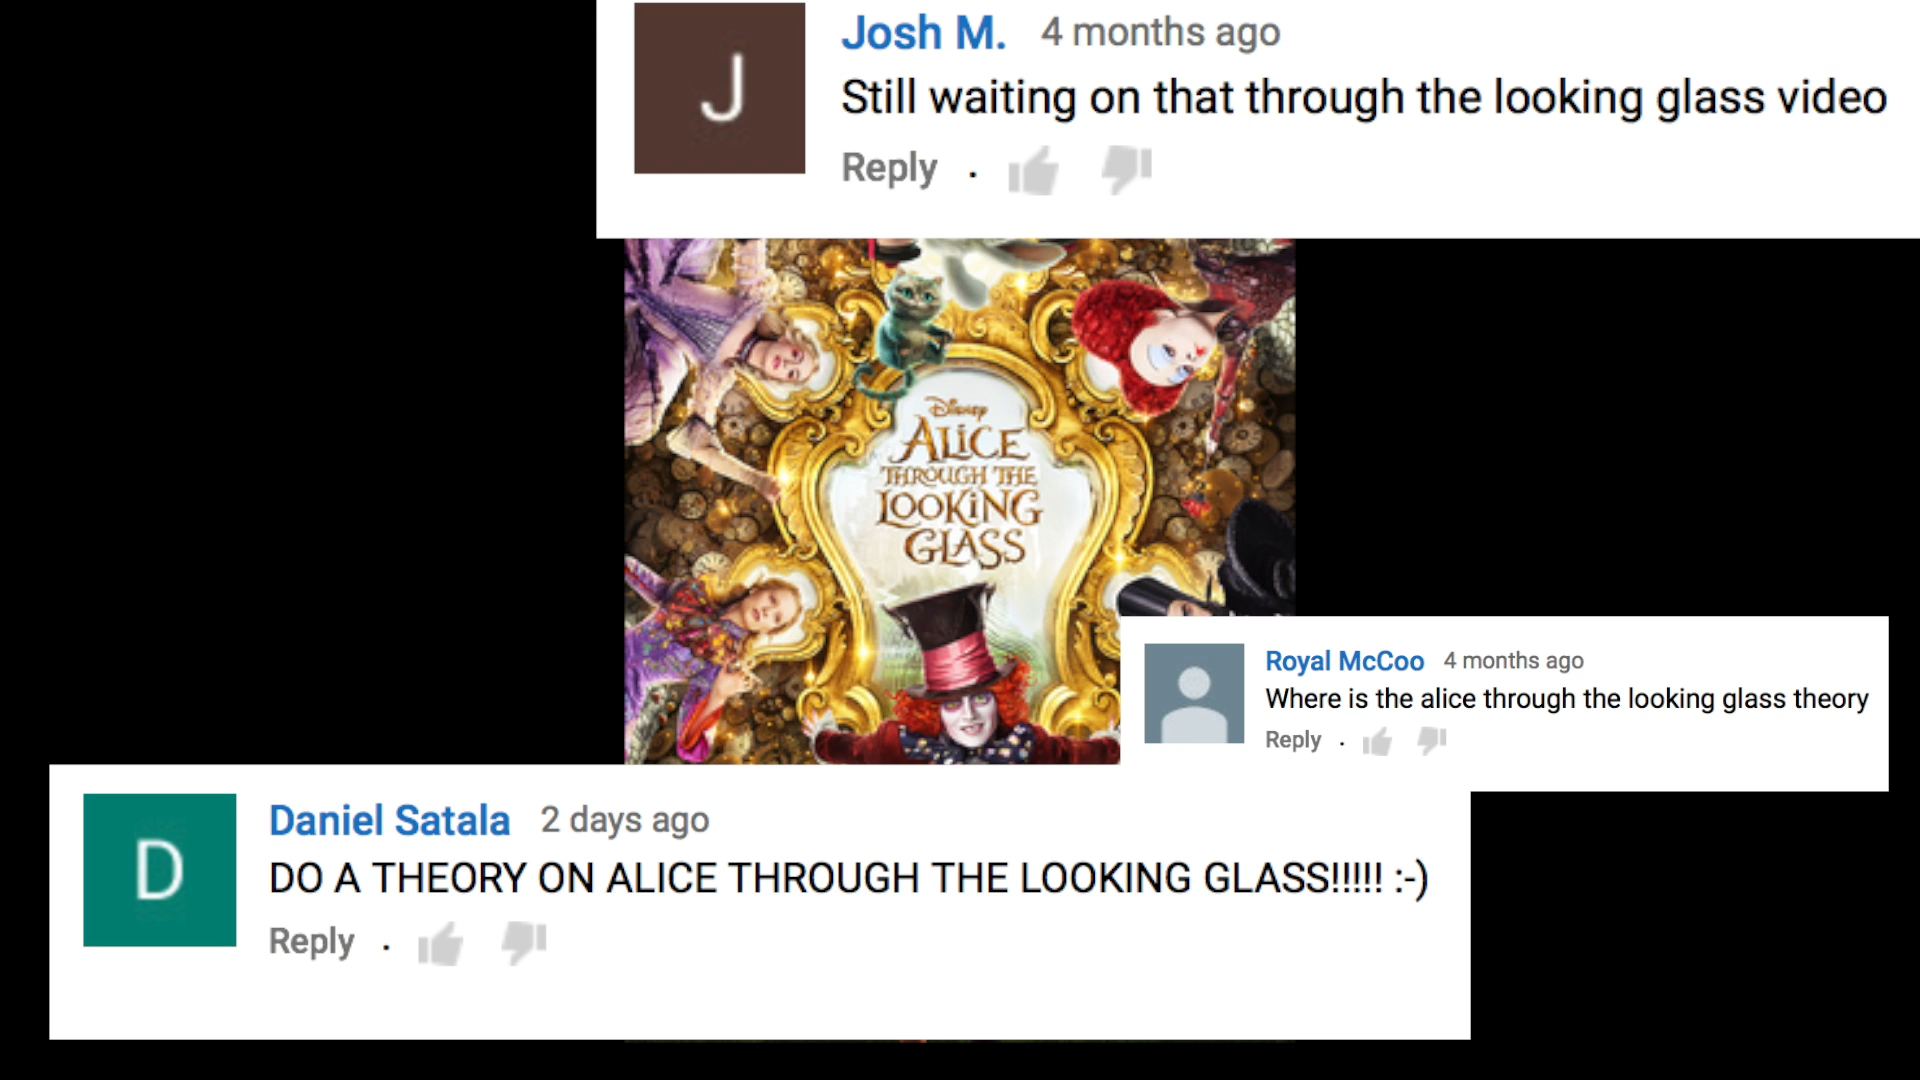 J
Josh M. 4 months ago
Still waiting on that through the looking glass video
Reply .
Disney
ALICE
THROUGH THE
LOOKING
GLASS
Royal McCoo 4 months ago
Where is the alice through the looking glass theory
Reply .
D
Daniel Satala 2 days ago
DO A THEORY ON ALICE THROUGH THE LOOKING GLASS!!!!! :-)
Reply .